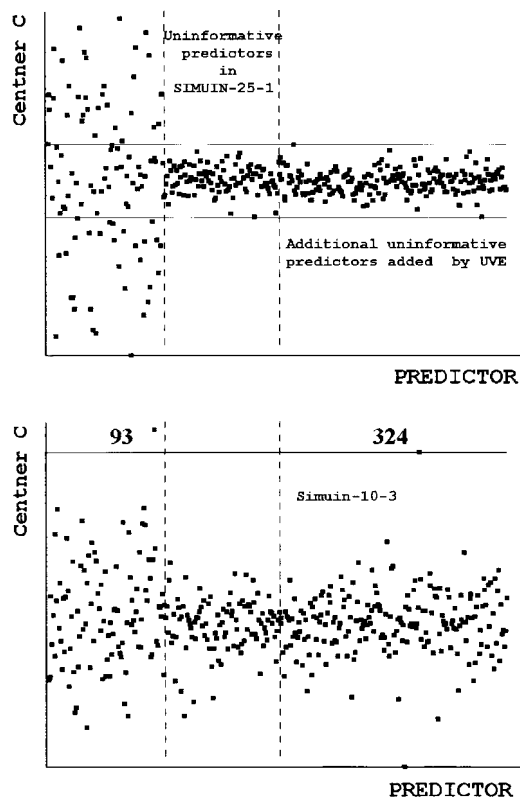 Centner C
Uninformative
predictors
in
SIMUIN-25-1
Additional uninformative
predictors added by UVE
PREDICTOR
Centner C
93
324
Simuin-10-3
PREDICTOR